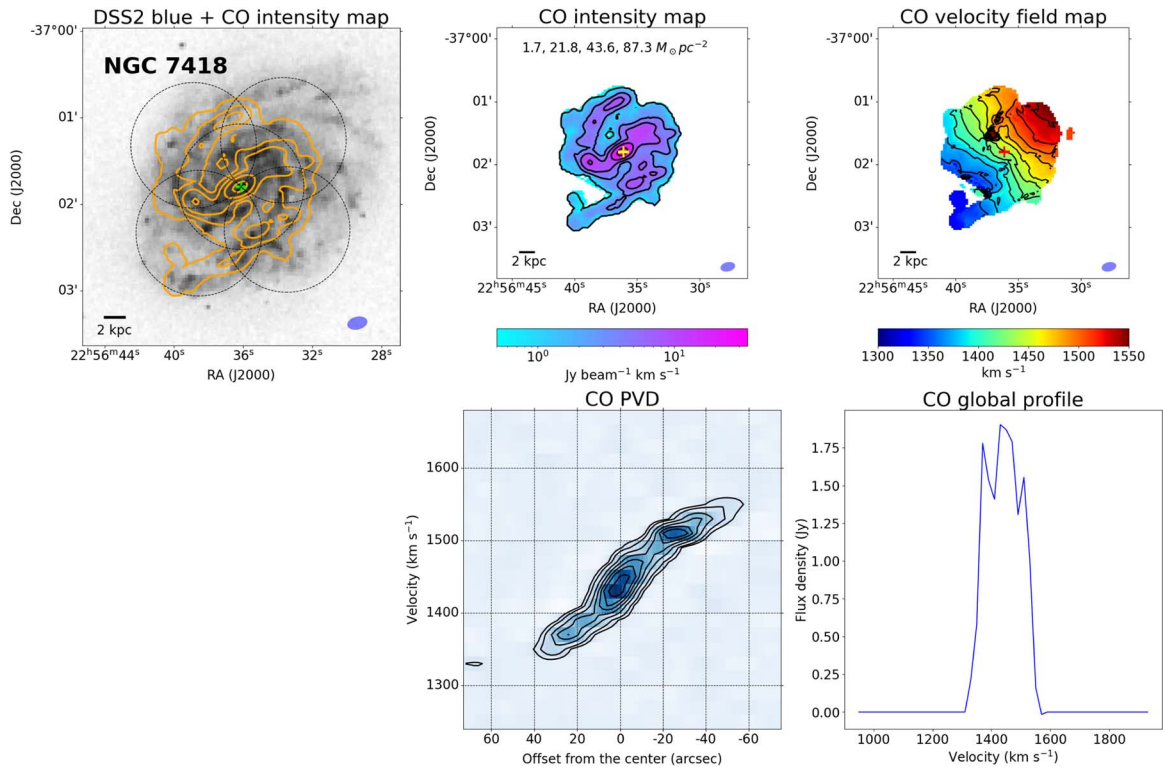 DSS2 blue + CO intensity map
-37°00'
NGC 7418
01'
02'
03'
Dec (J2000)
2 kpc
22ʰ56ᵐ44ˢ 40ˢ 36ˢ 32ˢ 28ˢ
RA (J2000)
CO intensity map
-37°00'
1.7, 21.8, 43.6, 87.3 M⊙pc⁻²
01'
02'
03'
Dec (J2000)
2 kpc
22ʰ56ᵐ45ˢ 40ˢ 35ˢ 30ˢ
RA (J2000)
10⁰ 10¹
Jy beam⁻¹ km s⁻¹
CO velocity field map
-37°00'
01'
02'
03'
Dec (J2000)
2 kpc
22ʰ56ᵐ45ˢ 40ˢ 35ˢ 30ˢ
RA (J2000)
1300 1350 1400 1450 1500 1550
km s⁻¹
CO PVD
1600
1500
1400
1300
Velocity (km s⁻¹)
60 40 20 0 -20 -40 -60
Offset from the center (arcsec)
CO global profile
1.75
1.50
1.25
1.00
0.75
0.50
0.25
0.00
Flux density (Jy)
1000 1200 1400 1600 1800
Velocity (km s⁻¹)